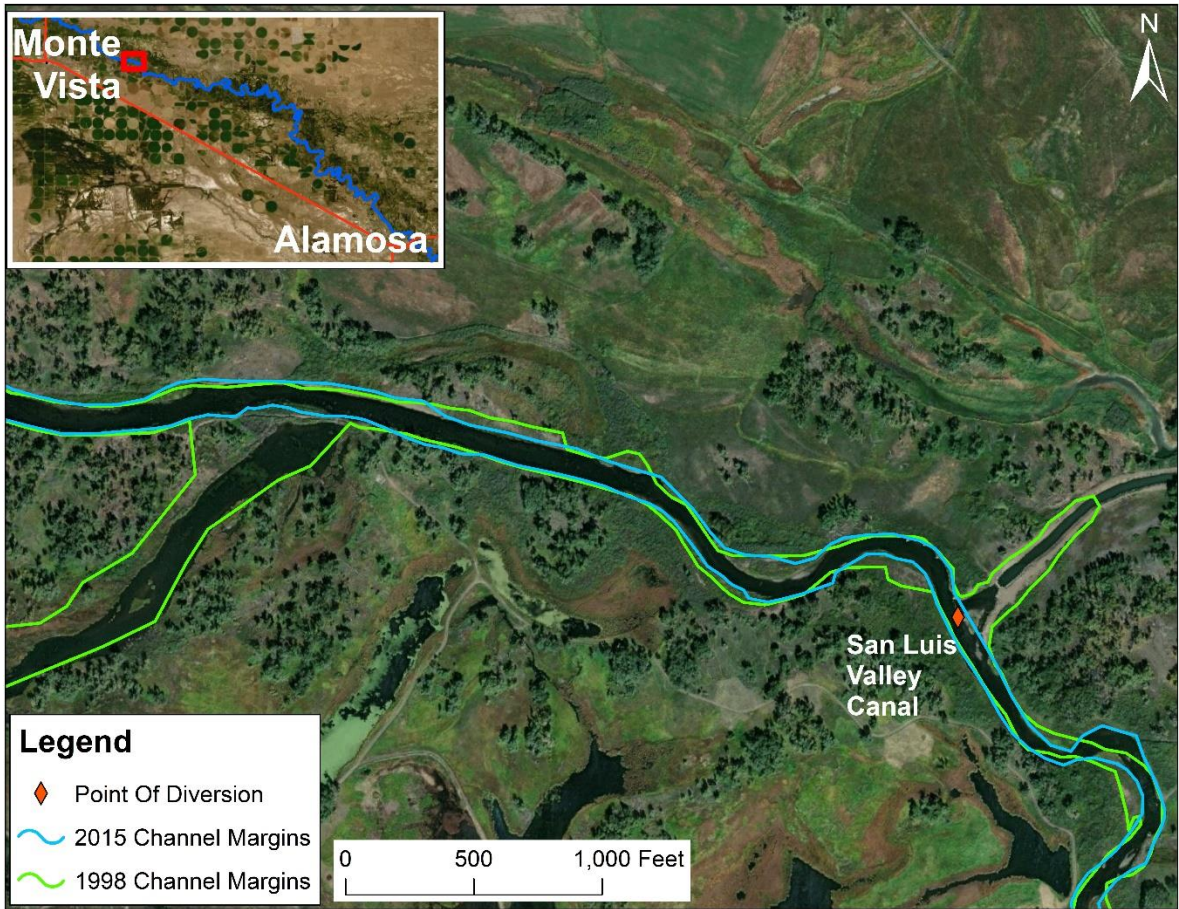 Monte
Vista
Alamosa
N
San Luis
Valley
Canal
Legend
Point Of Diversion
2015 Channel Margins
1998 Channel Margins
0 500 1,000 Feet